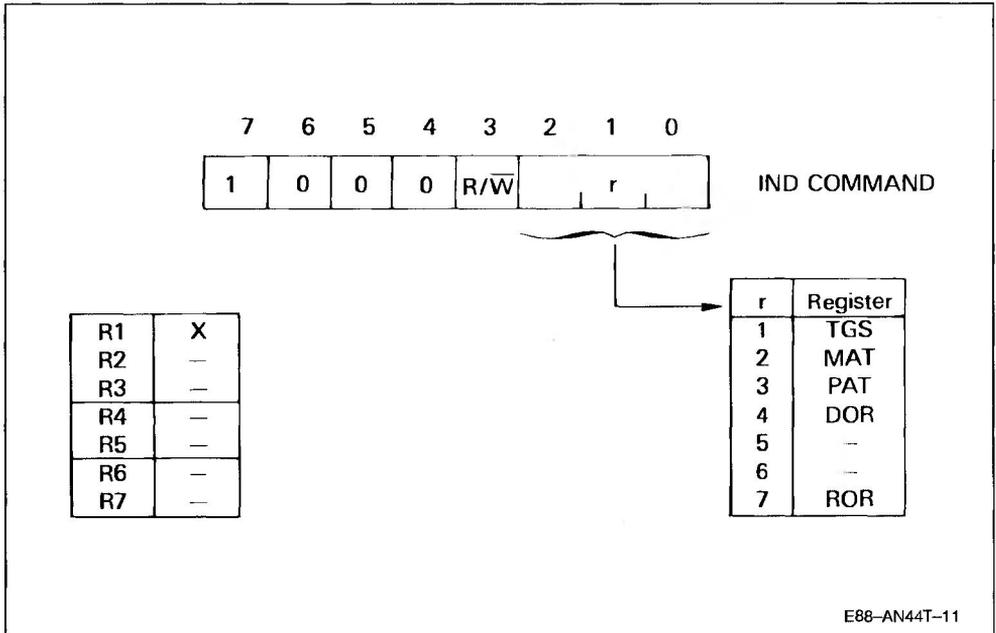 7 6 5 4 3 2 1 0
1 0 0 0 R/W̅ r IND COMMAND
r Register
1 TGS
2 MAT
3 PAT
4 DOR
5 –
6 –
7 ROR
R1 X
R2 –
R3 –
R4 –
R5 –
R6 –
R7 –
E88–AN44T–11